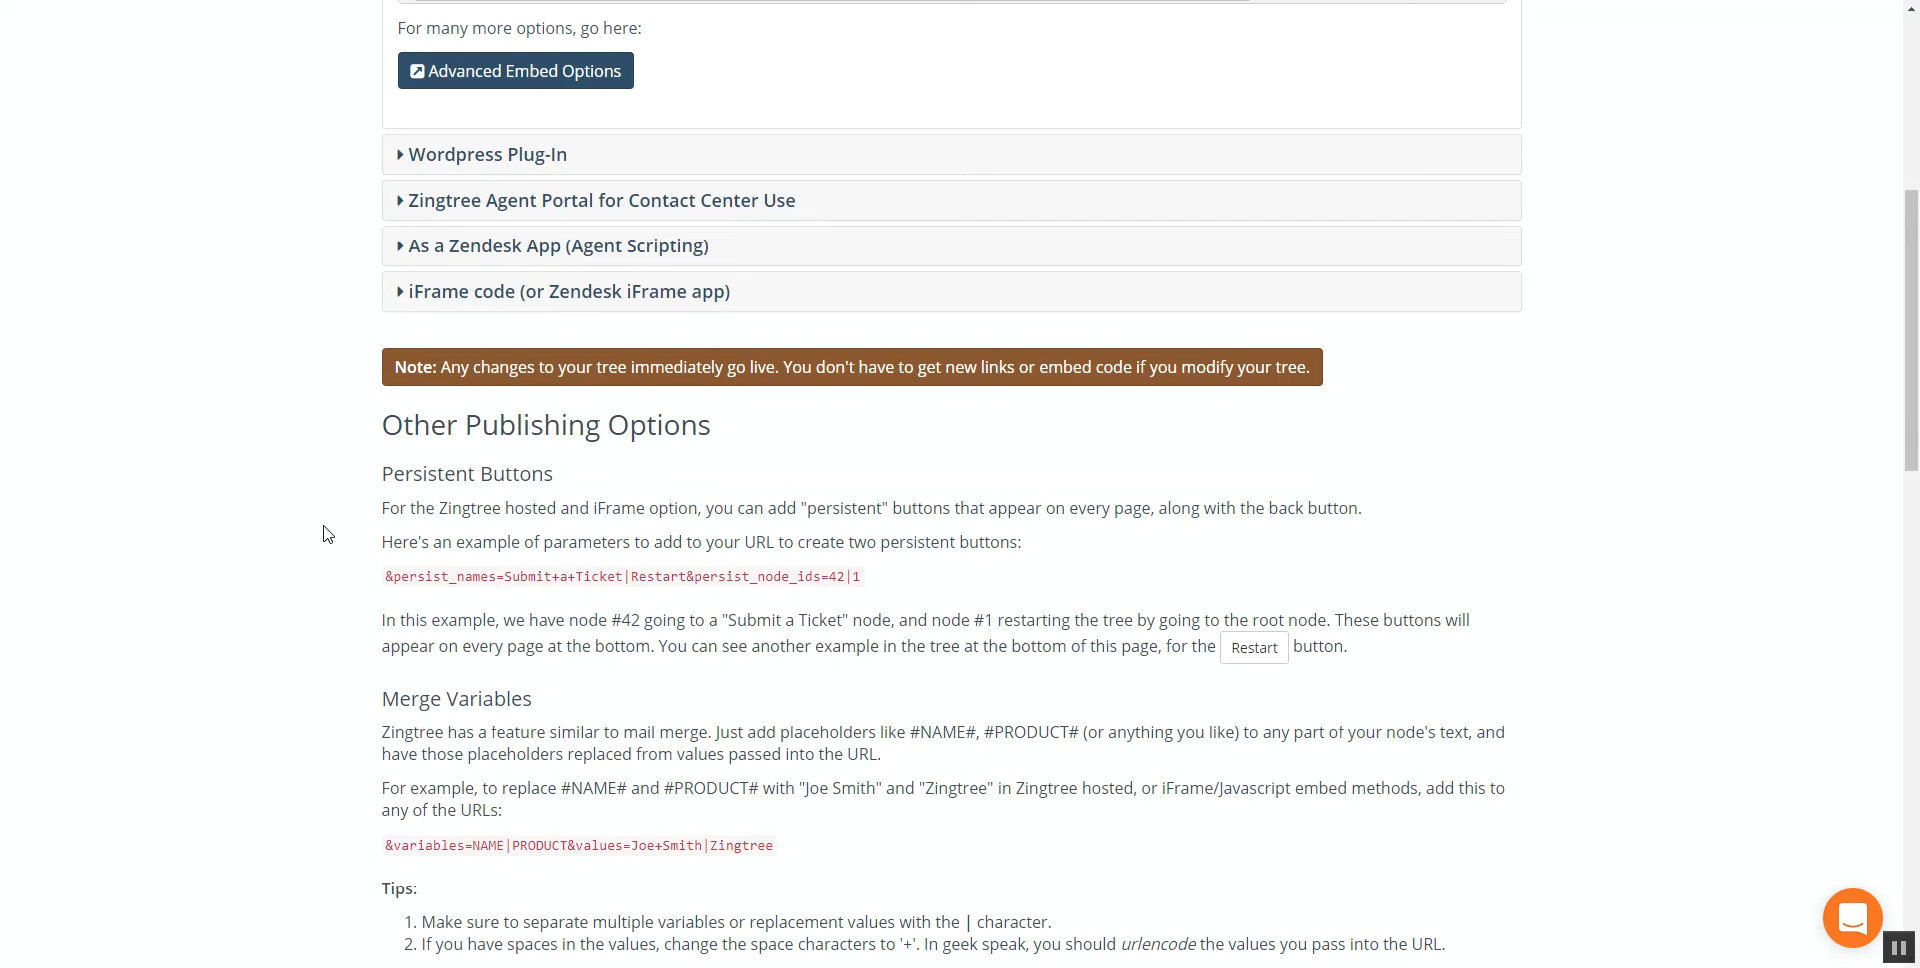 For many more options, go here:
Advanced Embed Options
Wordpress Plug-In
Zingtree Agent Portal for Contact Center Use
As a Zendesk App (Agent Scripting)
iFrame code (or Zendesk iFrame app)
Note: Any changes to your tree immediately go live. You don't have to get new links or embed code if you modify your tree.
Other Publishing Options
Persistent Buttons
For the Zingtree hosted and iFrame option, you can add "persistent" buttons that appear on every page, along with the back button.
Here's an example of parameters to add to your URL to create two persistent buttons:
&persist_names=Submit+a+Ticket|Restart&persist_node_ids=42|1
In this example, we have node #42 going to a "Submit a Ticket" node, and node #1 restarting the tree by going to the root node. These buttons will
appear on every page at the bottom. You can see another example in the tree at the bottom of this page, for the Restart button.
Merge Variables
Zingtree has a feature similar to mail merge. Just add placeholders like #NAME#, #PRODUCT# (or anything you like) to any part of your node's text, and
have those placeholders replaced from values passed into the URL.
For example, to replace #NAME# and #PRODUCT# with "Joe Smith" and "Zingtree" in Zingtree hosted, or iFrame/Javascript embed methods, add this to
any of the URLs:
&variables=NAME|PRODUCT&values=Joe+Smith|Zingtree
Tips:
1. Make sure to separate multiple variables or replacement values with the | character.
2. If you have spaces in the values, change the space characters to '+'. In geek speak, you should urlencode the values you pass into the URL.